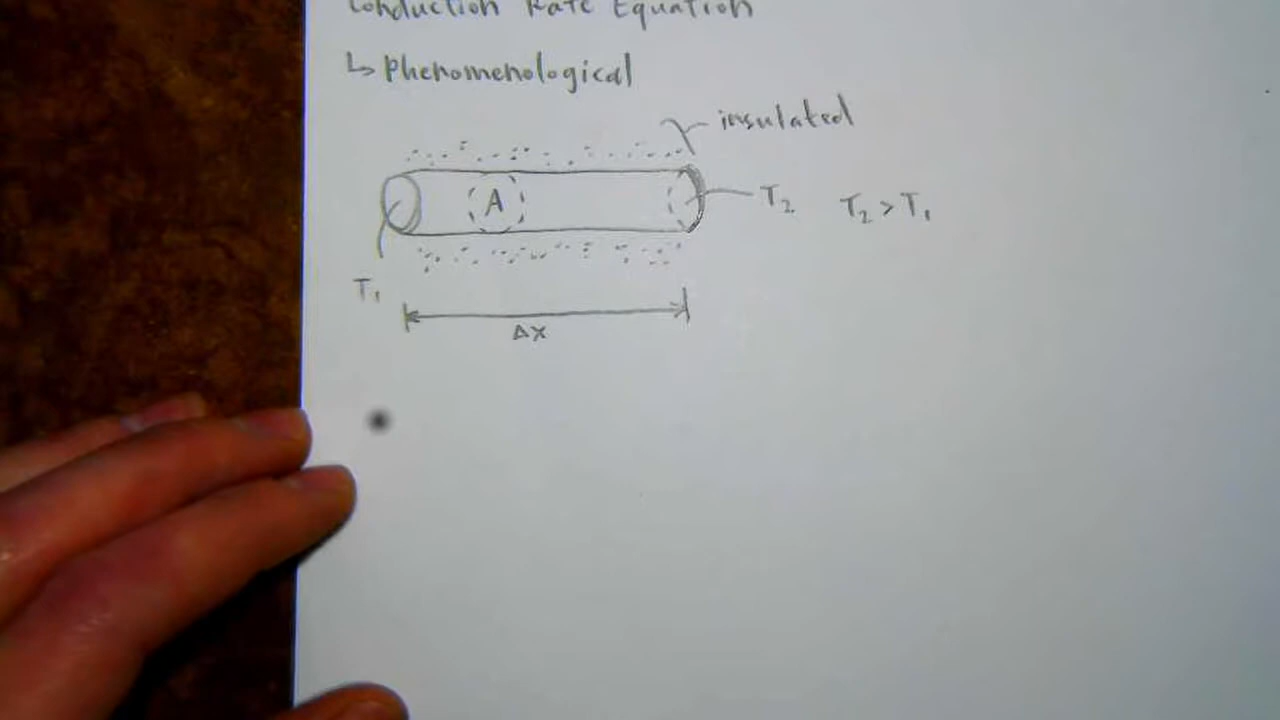 Conduction Rate Equation
↳ Phenomenological
insulated
A
T₂ T₂ > T₁
T₁
Δx